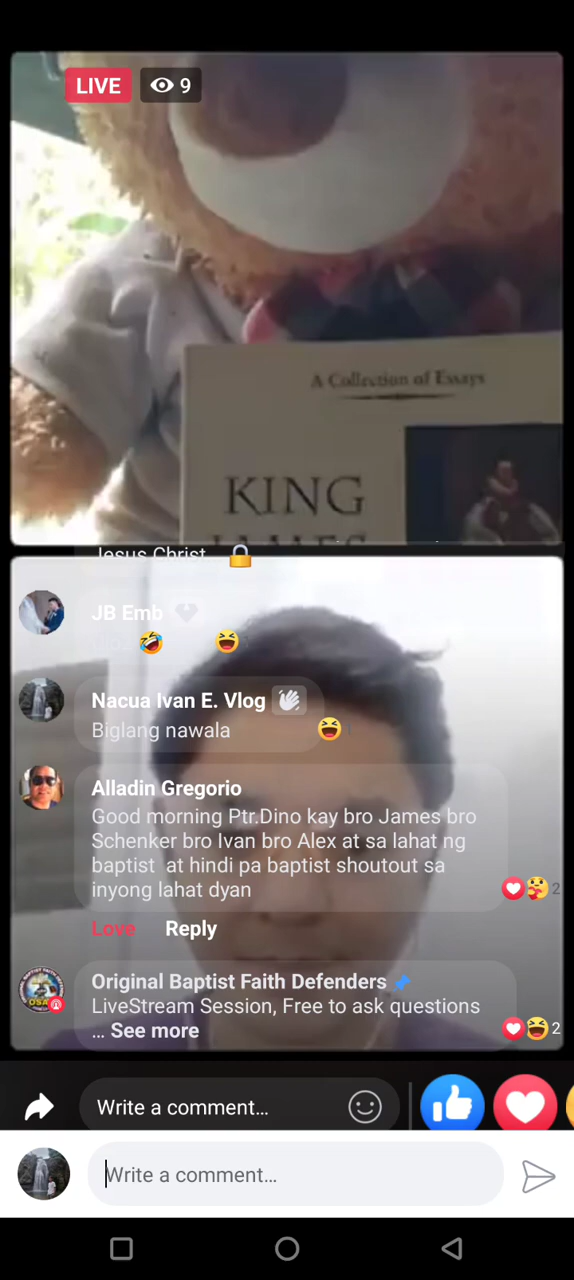 LIVE
9
A Collection of Essays
KING
JAMES
Jesus Christ
JB Emb
Nacua Ivan E. Vlog
Biglang nawala
Alladin Gregorio
Good morning Ptr.Dino kay bro James bro
Schenker bro Ivan bro Alex at sa lahat ng
baptist at hindi pa baptist shoutout sa
inyong lahat dyan
2
Love Reply
Original Baptist Faith Defenders
LiveStream Session, Free to ask questions
... See more
2
Write a comment...
Write a comment...